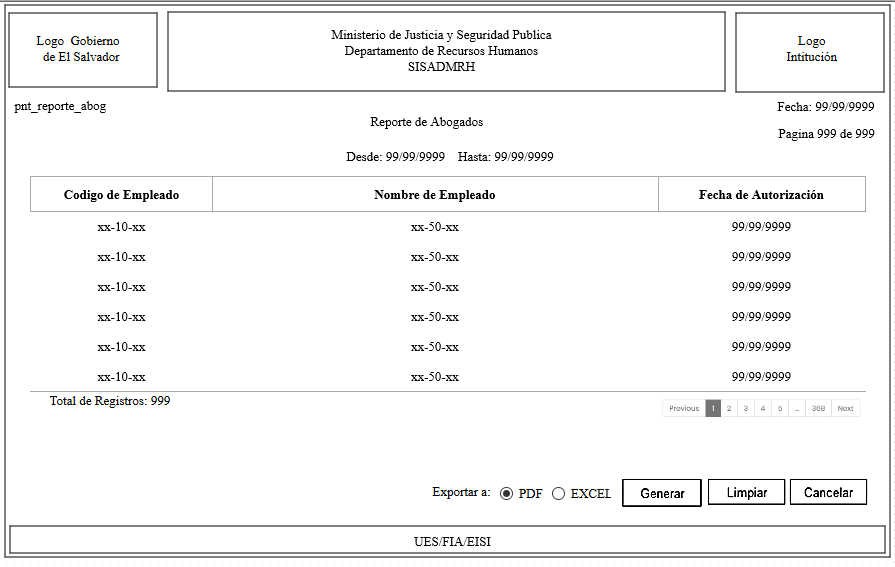 Logo Gobierno
de El Salvador
Ministerio de Justicia y Seguridad Publica
Departamento de Recursos Humanos
SISADMRH
Logo
Intitución
pnt_reporte_abog
Fecha: 99/99/9999
Reporte de Abogados
Pagina 999 de 999
Desde: 99/99/9999 Hasta: 99/99/9999
Codigo de Empleado Nombre de Empleado Fecha de Autorización
xx-10-xx xx-50-xx 99/99/9999
xx-10-xx xx-50-xx 99/99/9999
xx-10-xx xx-50-xx 99/99/9999
xx-10-xx xx-50-xx 99/99/9999
xx-10-xx xx-50-xx 99/99/9999
xx-10-xx xx-50-xx 99/99/9999
Total de Registros: 999
Previous 1 2 3 4 5 ... 368 Next
Exportar a: PDF EXCEL Generar Limpiar Cancelar
UES/FIA/EISI